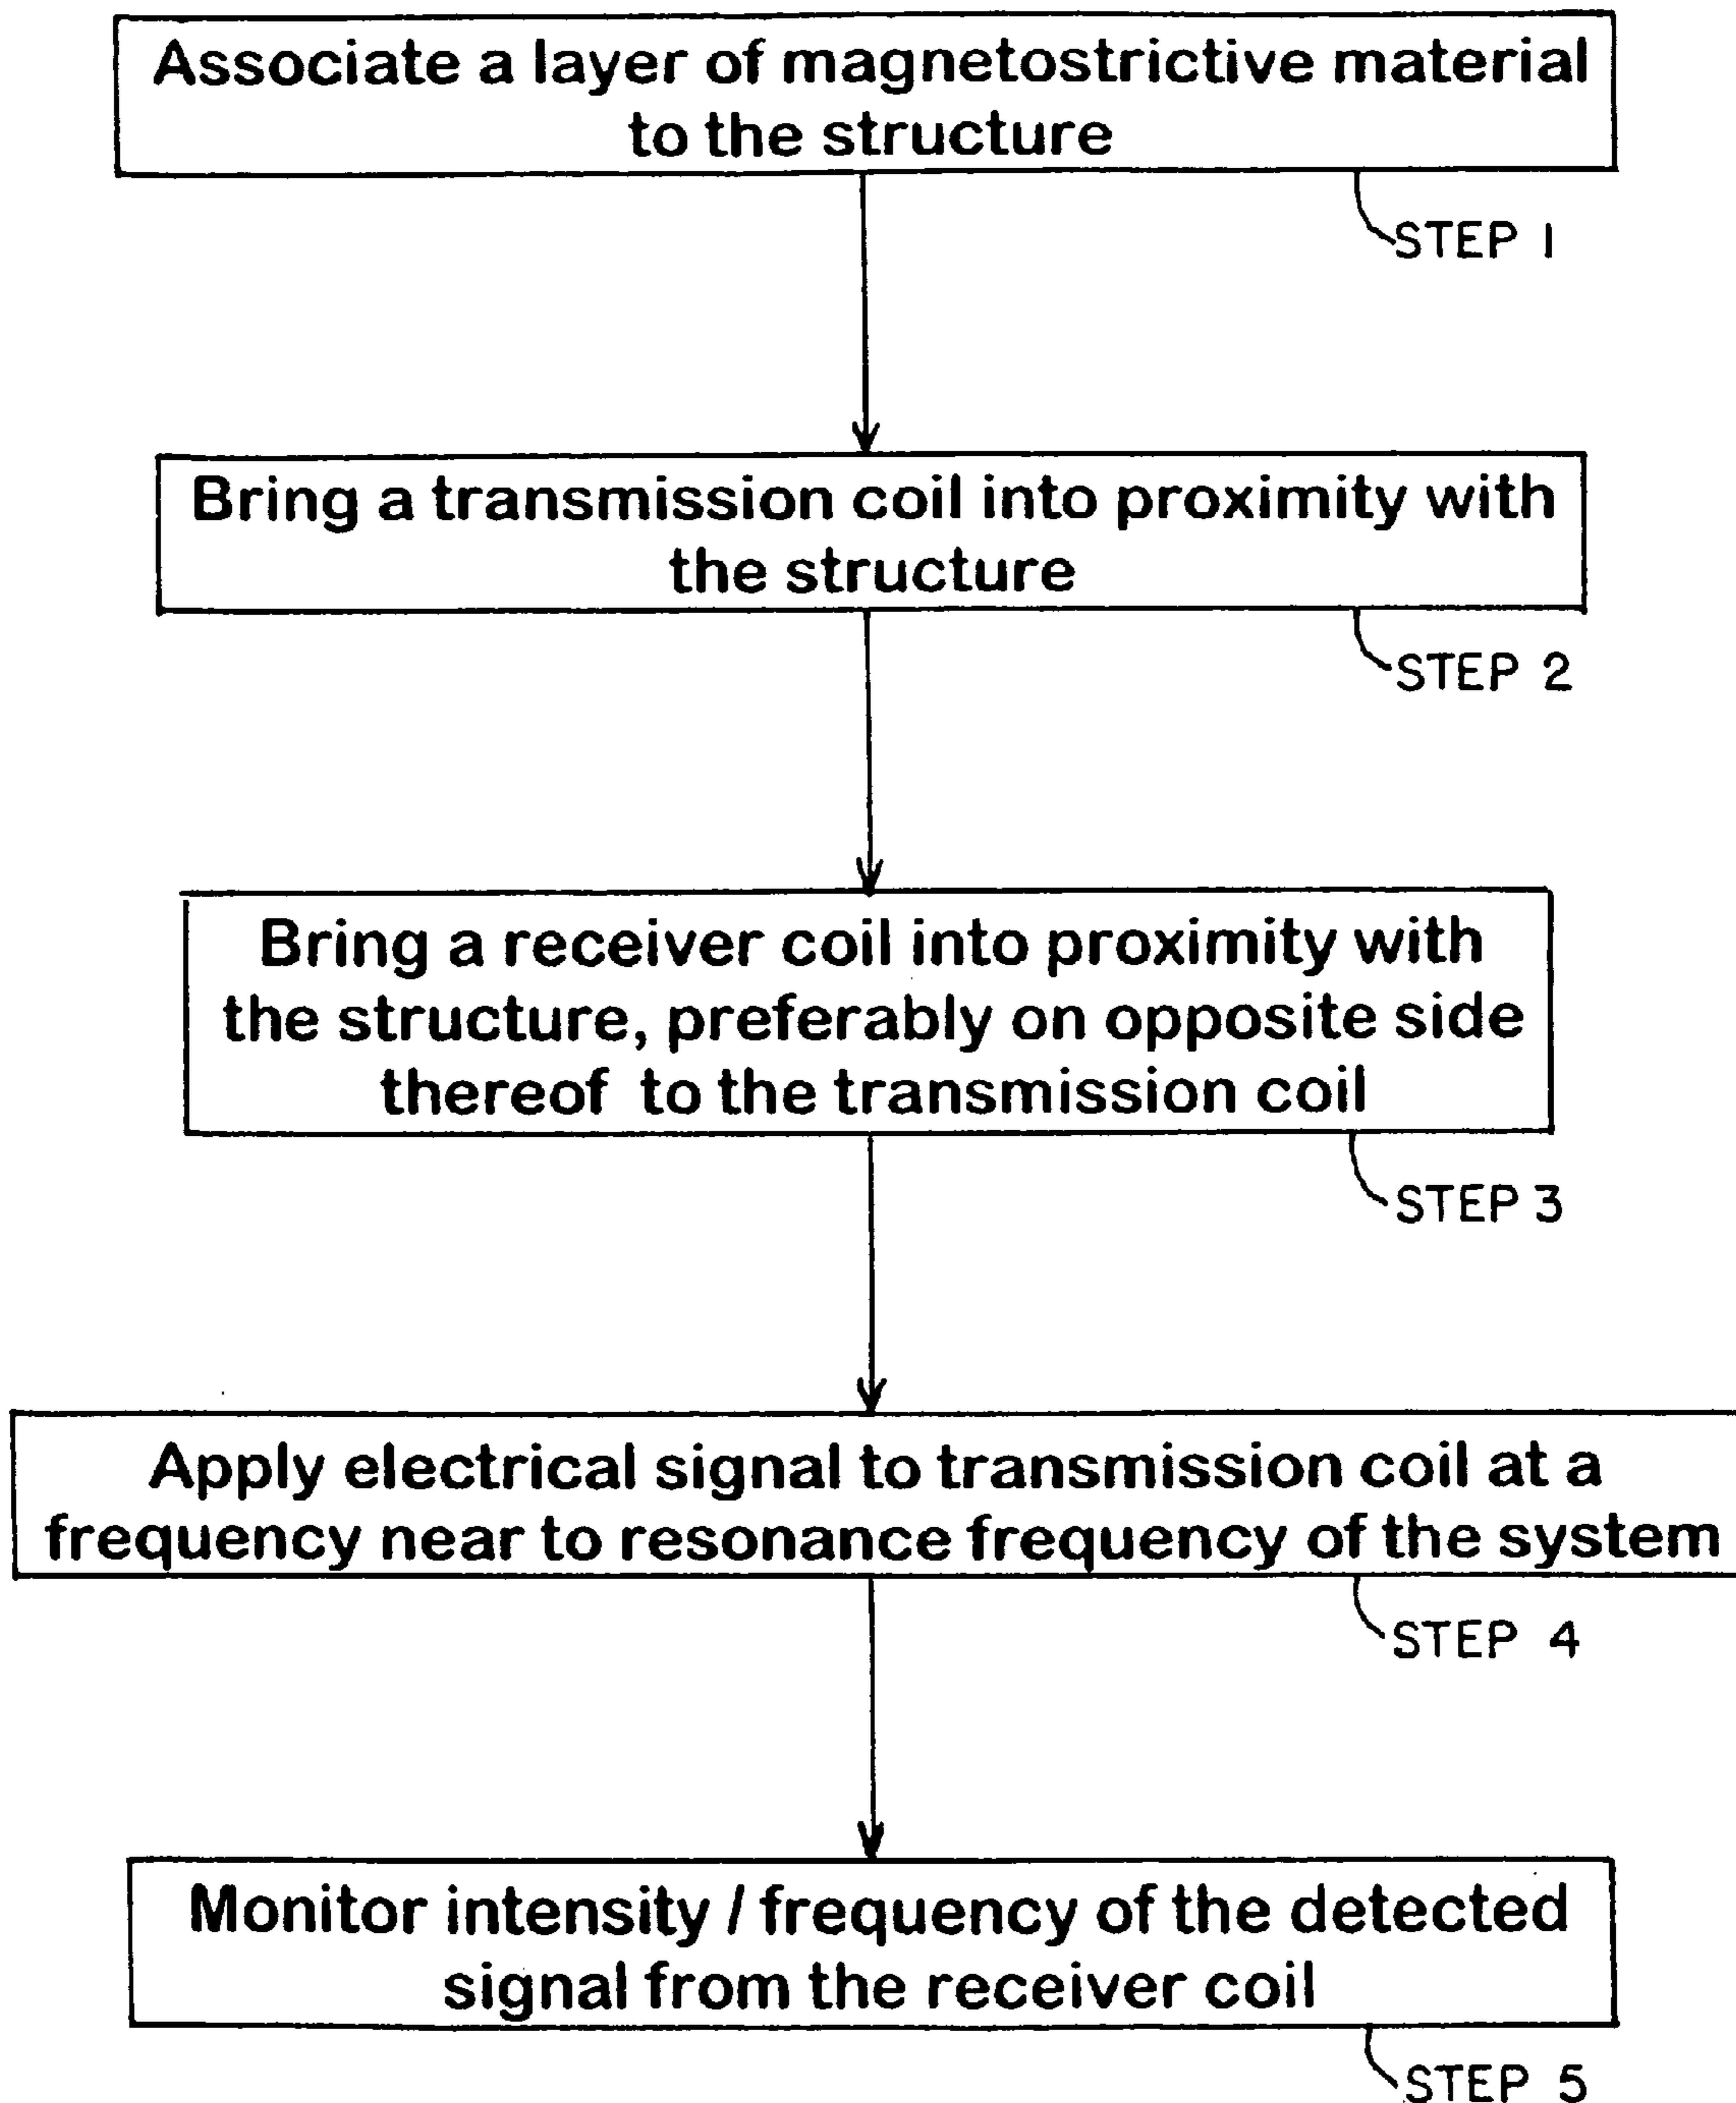 Associate a layer of magnetostrictive material
to the structure
STEP 1
Bring a transmission coil into proximity with
the structure
STEP 2
Bring a receiver coil into proximity with
the structure, preferably on opposite side
thereof to the transmission coil
STEP 3
Apply electrical signal to transmission coil at a
frequency near to resonance frequency of the system
STEP 4
Monitor intensity / frequency of the detected
signal from the receiver coil
STEP 5